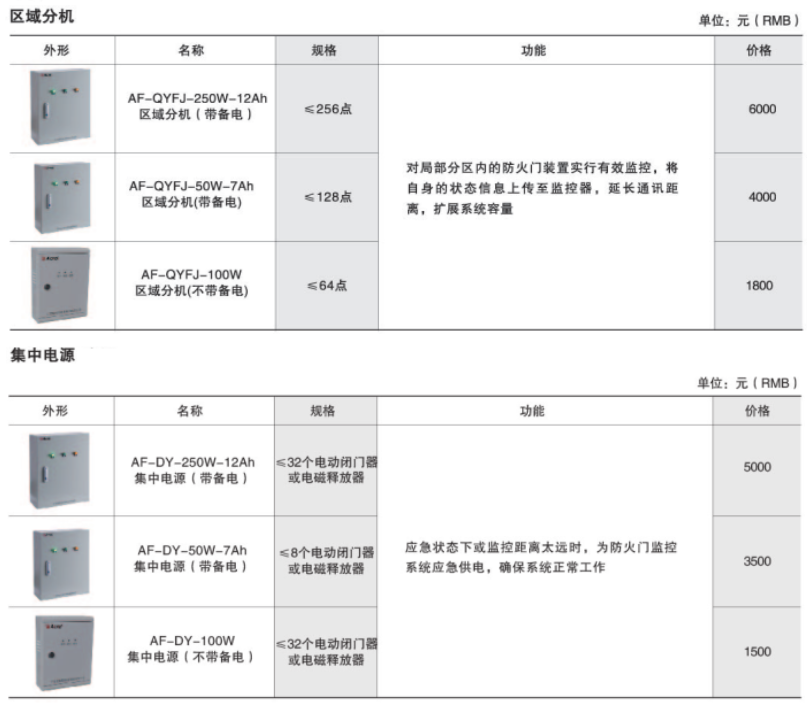 区域分机
单位：元（RMB）
外形 名称 规格 功能 价格
AF-QYFJ-250W-12Ah
区域分机（带备电）
≤256点
6000
AF-QYFJ-50W-7Ah
区域分机(带备电)
≤128点
对局部分区内的防火门装置实行有效监控，将
自身的状态信息上传至监控器，延长通讯距
离，扩展系统容量
4000
AF-QYFJ-100W
区域分机(不带备电)
≤64点
1800
集中电源
单位：元（RMB）
外形 名称 规格 功能 价格
AF-DY-250W-12Ah
集中电源（带备电）
≤32个电动闭门器
或电磁释放器
5000
AF-DY-50W-7Ah
集中电源（带备电）
≤8个电动闭门器
或电磁释放器
应急状态下或监控距离太远时，为防火门监控
系统应急供电，确保系统正常工作
3500
AF-DY-100W
集中电源（不带备电）
≤32个电动闭门器
或电磁释放器
1500